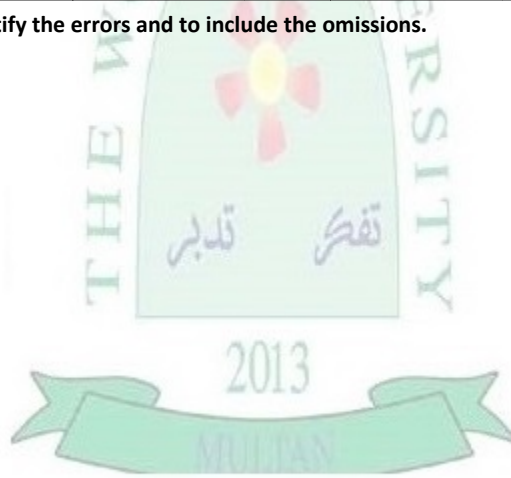 tify the errors and to include the omissions.
THE W
ERSITY
تفکر
تدبر
2013
MULTAN